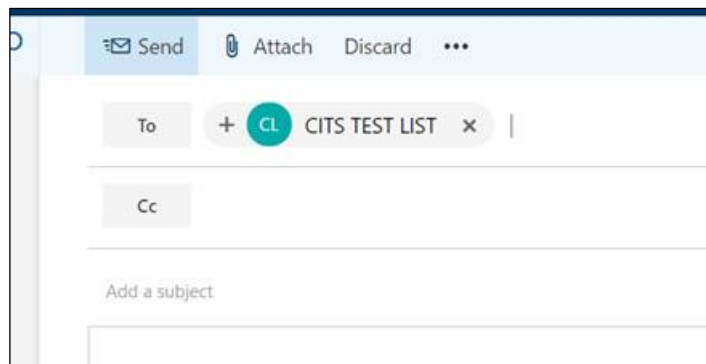 Send Attach Discard •••
To + CL CITS TEST LIST ×
Cc
Add a subject